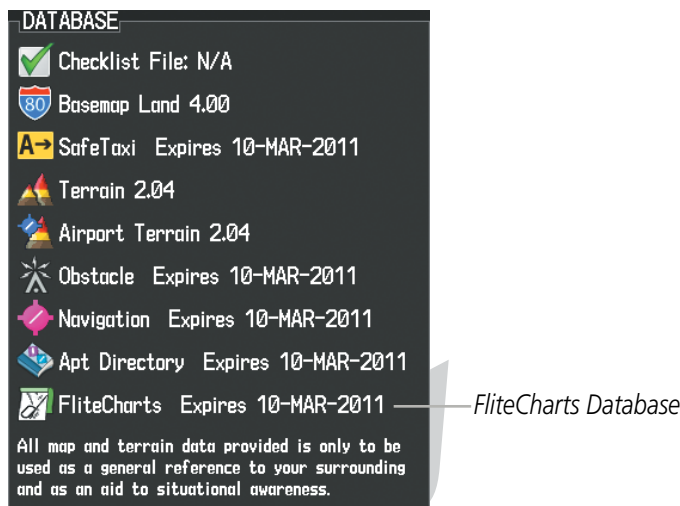 DATABASE
Checklist File: N/A
80 Basemap Land 4.00
A→ SafeTaxi Expires 10-MAR-2011
Terrain 2.04
Airport Terrain 2.04
Obstacle Expires 10-MAR-2011
Navigation Expires 10-MAR-2011
Apt Directory Expires 10-MAR-2011
FliteCharts Expires 10-MAR-2011
FliteCharts Database
All map and terrain data provided is only to be
used as a general reference to your surrounding
and as an aid to situational awareness.